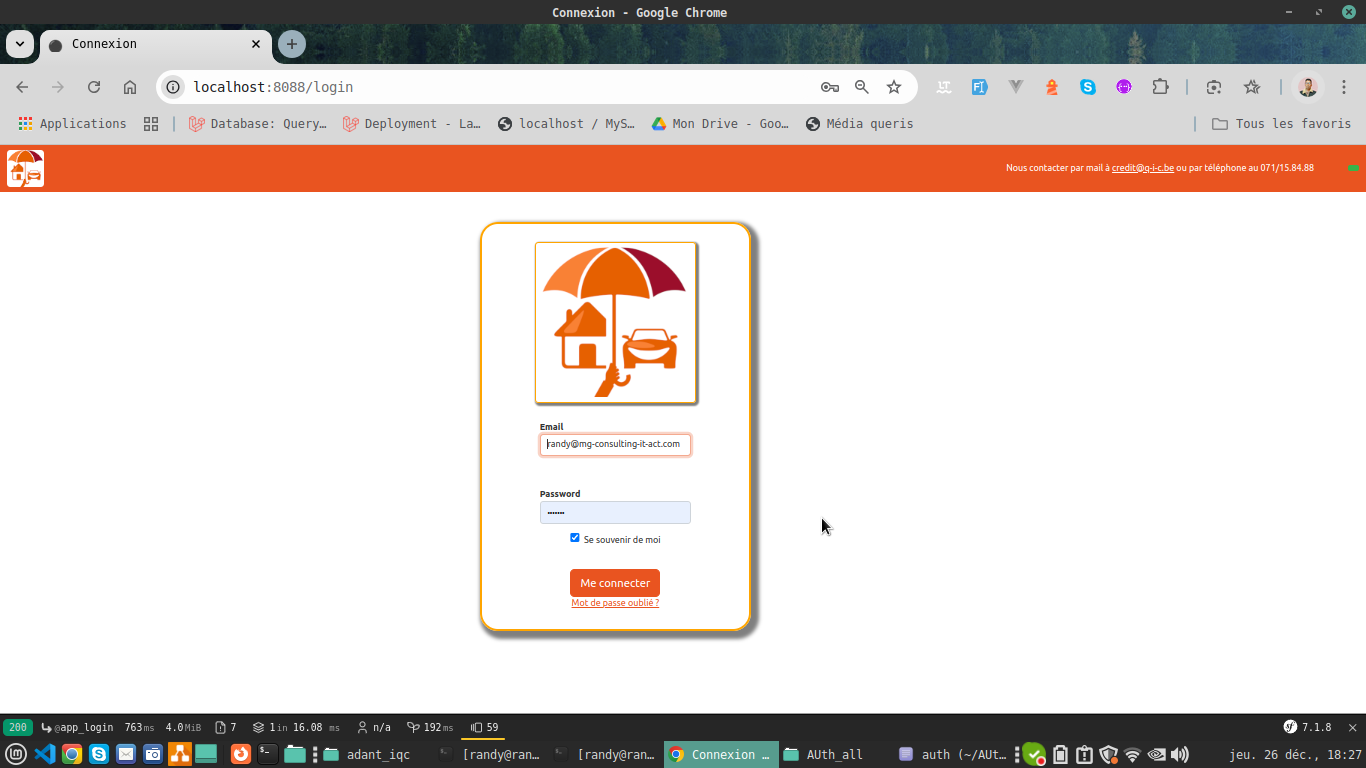 Connexion - Google Chrome
Connexion
localhost:8088/login
Applications
Database: Query…
Deployment - La…
localhost / MyS…
Mon Drive - Goo…
Média queris
Tous les favoris
Nous contacter par mail à credit@q-i-c.be ou par téléphone au 071/15.84.88
Email
randy@mg-consulting-it-act.com
Password
Se souvenir de moi
Me connecter
Mot de passe oublié ?
200 @app_login 763 ms 4.0 MiB 7 1 in 16.08 ms n/a 192 ms 59 7.1.8
adant_iqc [randy@ran… [randy@ran… Connexion … AUth_all auth (~/AUt… jeu. 26 déc., 18:27